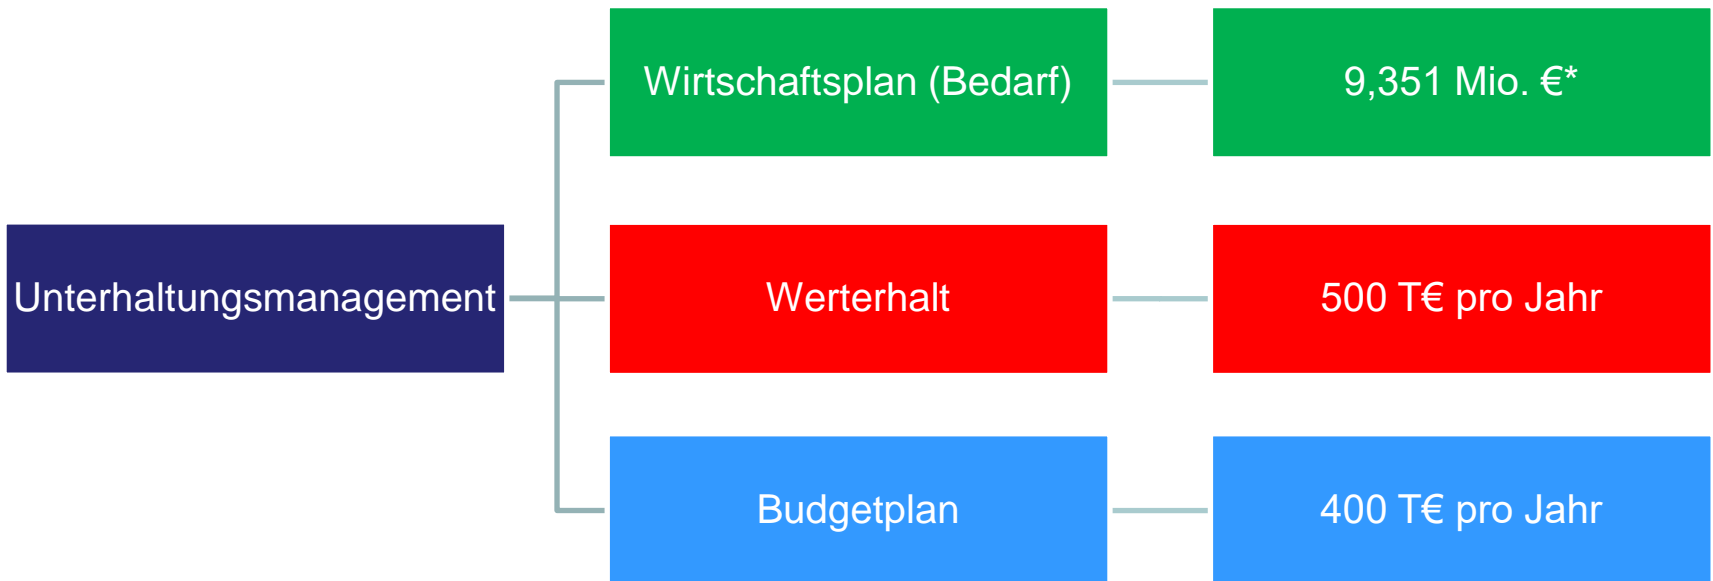 Wirtschaftsplan (Bedarf)
9,351 Mio. €*
Unterhaltungsmanagement
Werterhalt
500 T€ pro Jahr
Budgetplan
400 T€ pro Jahr